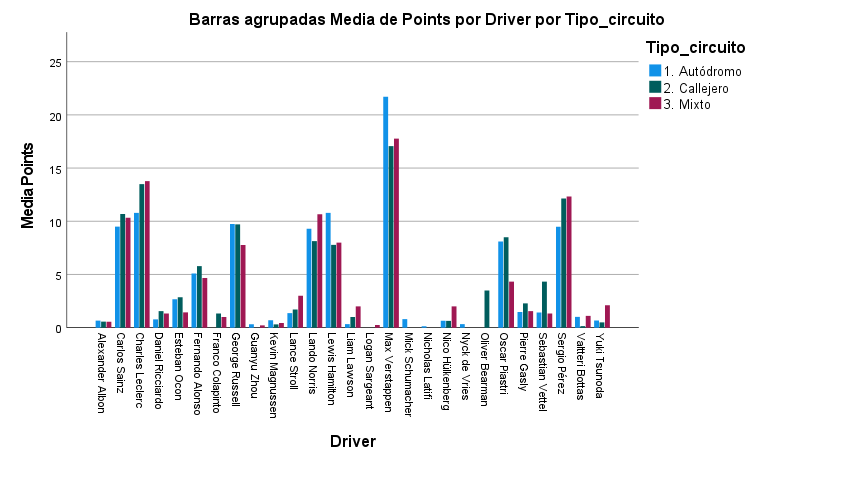 Barras agrupadas Media de Points por Driver por Tipo_circuito
Tipo_circuito
1. Autódromo
2. Callejero
3. Mixto
Media Points
25
20
15
10
5
0
Alexander Albon
Carlos Sainz
Charles Leclerc
Daniel Ricciardo
Esteban Ocon
Fernando Alonso
Franco Colapinto
George Russell
Guanyu Zhou
Kevin Magnussen
Lance Stroll
Lando Norris
Lewis Hamilton
Liam Lawson
Logan Sargeant
Max Verstappen
Mick Schumacher
Nicholas Latifi
Nico Hülkenberg
Nyck de Vries
Oliver Bearman
Oscar Piastri
Pierre Gasly
Sebastian Vettel
Sergio Pérez
Valtteri Bottas
Yuki Tsunoda
Driver